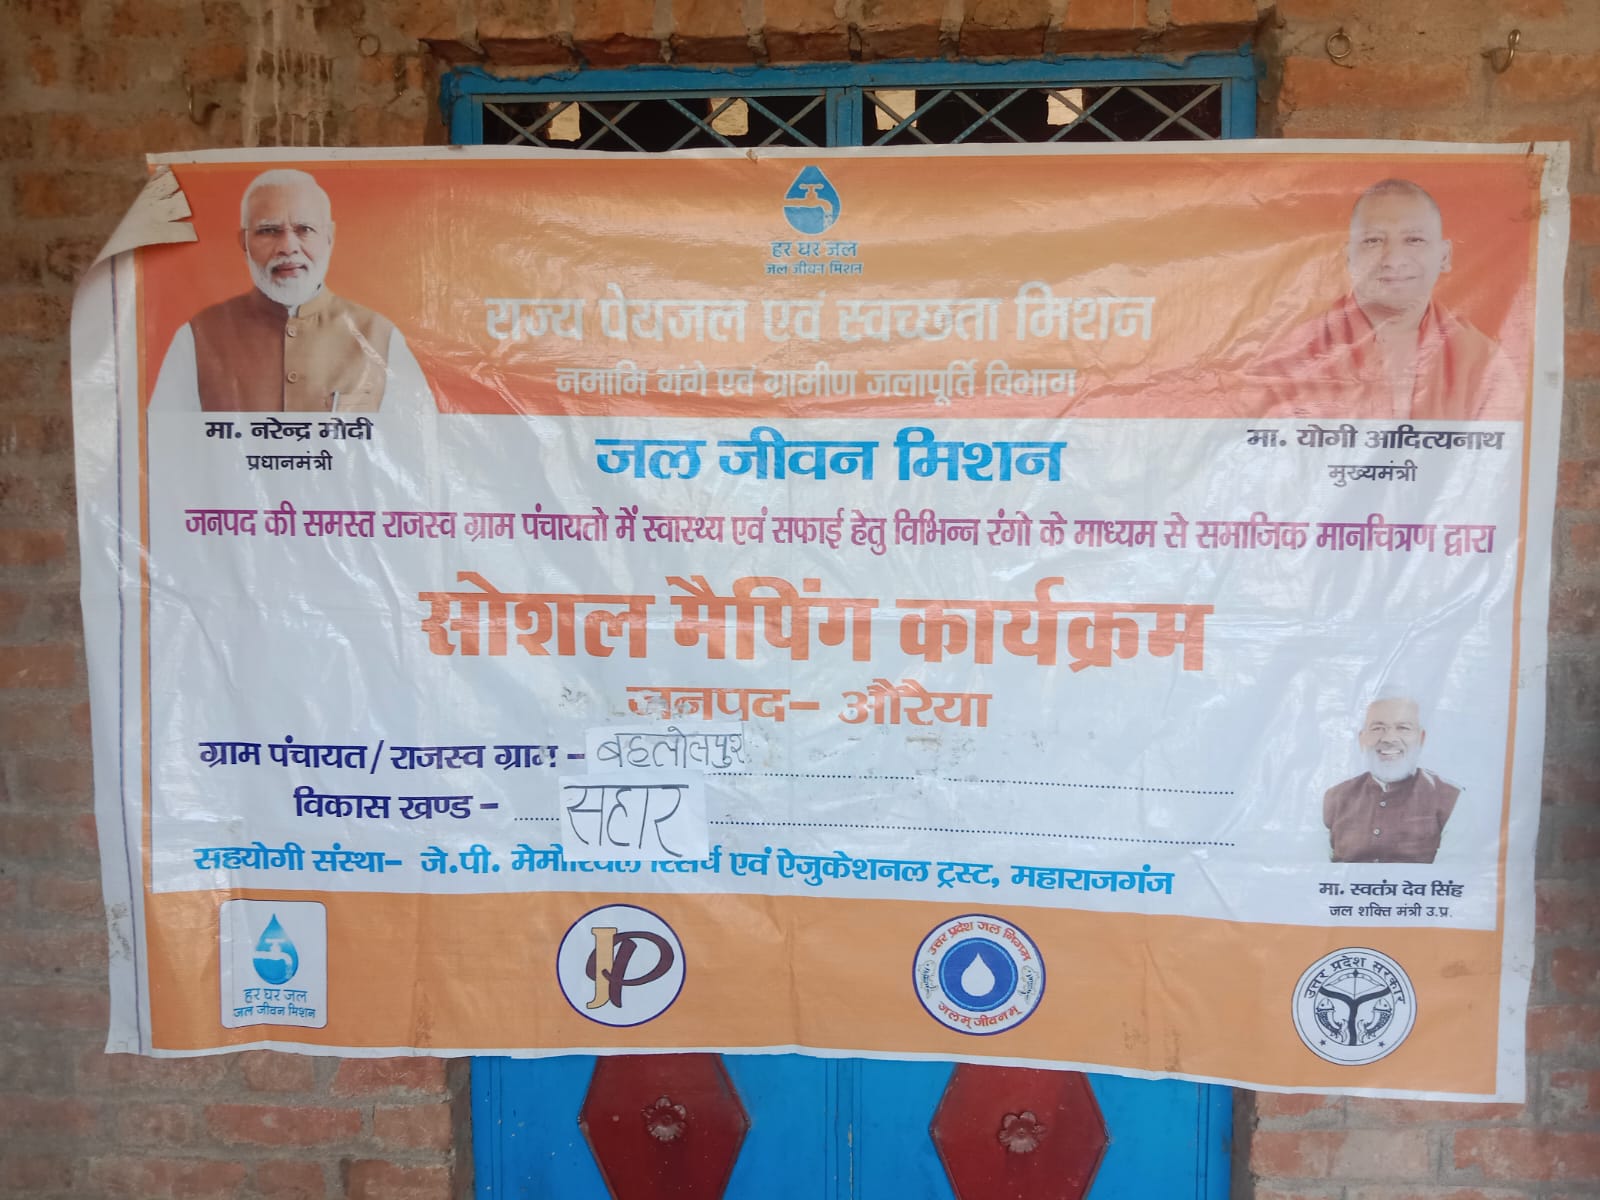 हर घर जल
जल जीवन मिशन
राज्य पेयजल एवं स्वच्छता मिशन
नमामि गंगे एवं ग्रामीण जलापूर्ति विभाग
मा. नरेन्द्र मोदी
प्रधानमंत्री
जल जीवन मिशन
मा. योगी आदित्यनाथ
मुख्यमंत्री
जनपद की समस्त राजस्व ग्राम पंचायतो में स्वास्थ्य एवं सफाई हेतु विभिन्न रंगो के माध्यम से समाजिक मानचित्रण द्वारा
सोशल मैपिंग कार्यक्रम
जनपद- औरैया
ग्राम पंचायत/ राजस्व ग्राम - बहलोलपुर
विकास खण्ड - सहार
सहयोगी संस्था- जे.पी. मेमोरियल रिसर्च एवं ऐजुकेशनल ट्रस्ट, महाराजगंज
मा. स्वतंत्र देव सिंह
जल शक्ति मंत्री उ.प्र.
हर घर जल
जल जीवन मिशन
JP
उत्तर प्रदेश जल निगम
जलम् जीवनम्
उत्तर प्रदेश सरकार